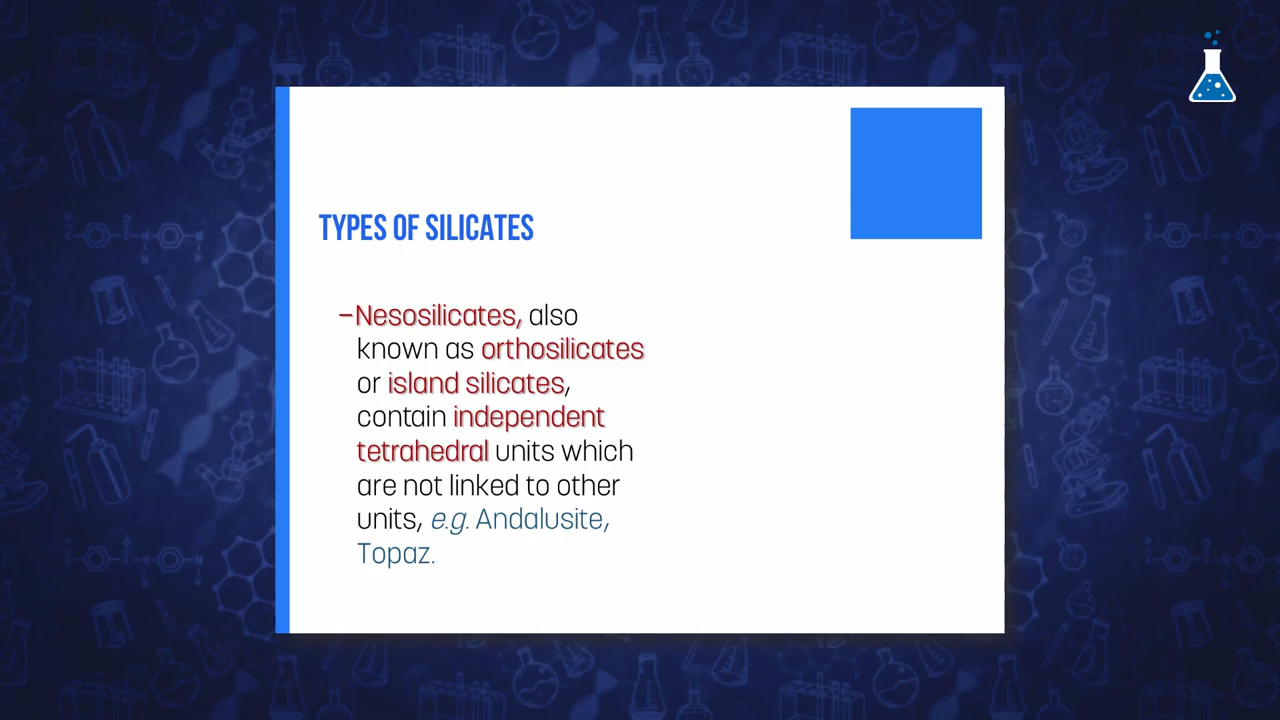 TYPES OF SILICATES
–Nesosilicates, also
known as orthosilicates
or island silicates,
contain independent
tetrahedral units which
are not linked to other
units, e.g. Andalusite,
Topaz.